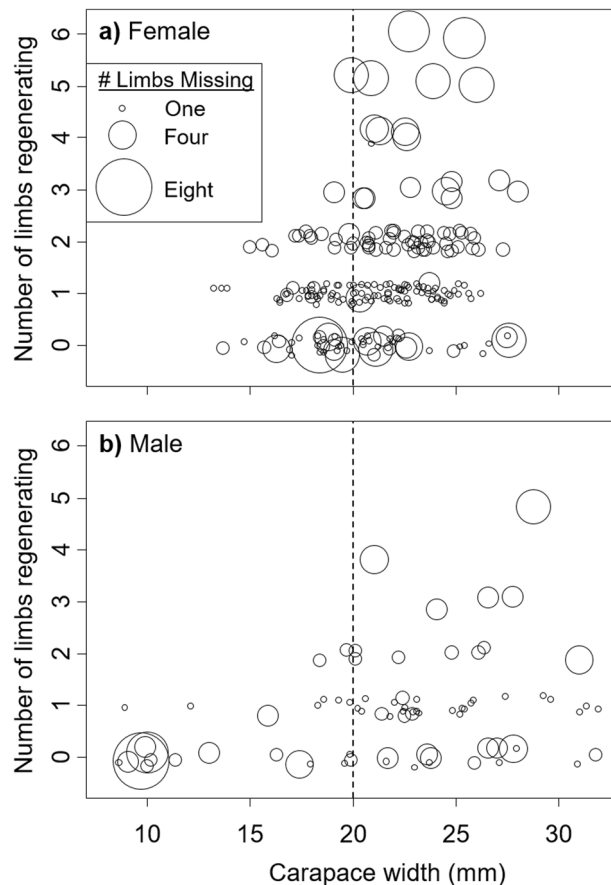 a) Female
# Limbs Missing
One
Four
Eight
Number of limbs regenerating
6
5
4
3
2
1
0
b) Male
Number of limbs regenerating
6
5
4
3
2
1
0
10 15 20 25 30
Carapace width (mm)